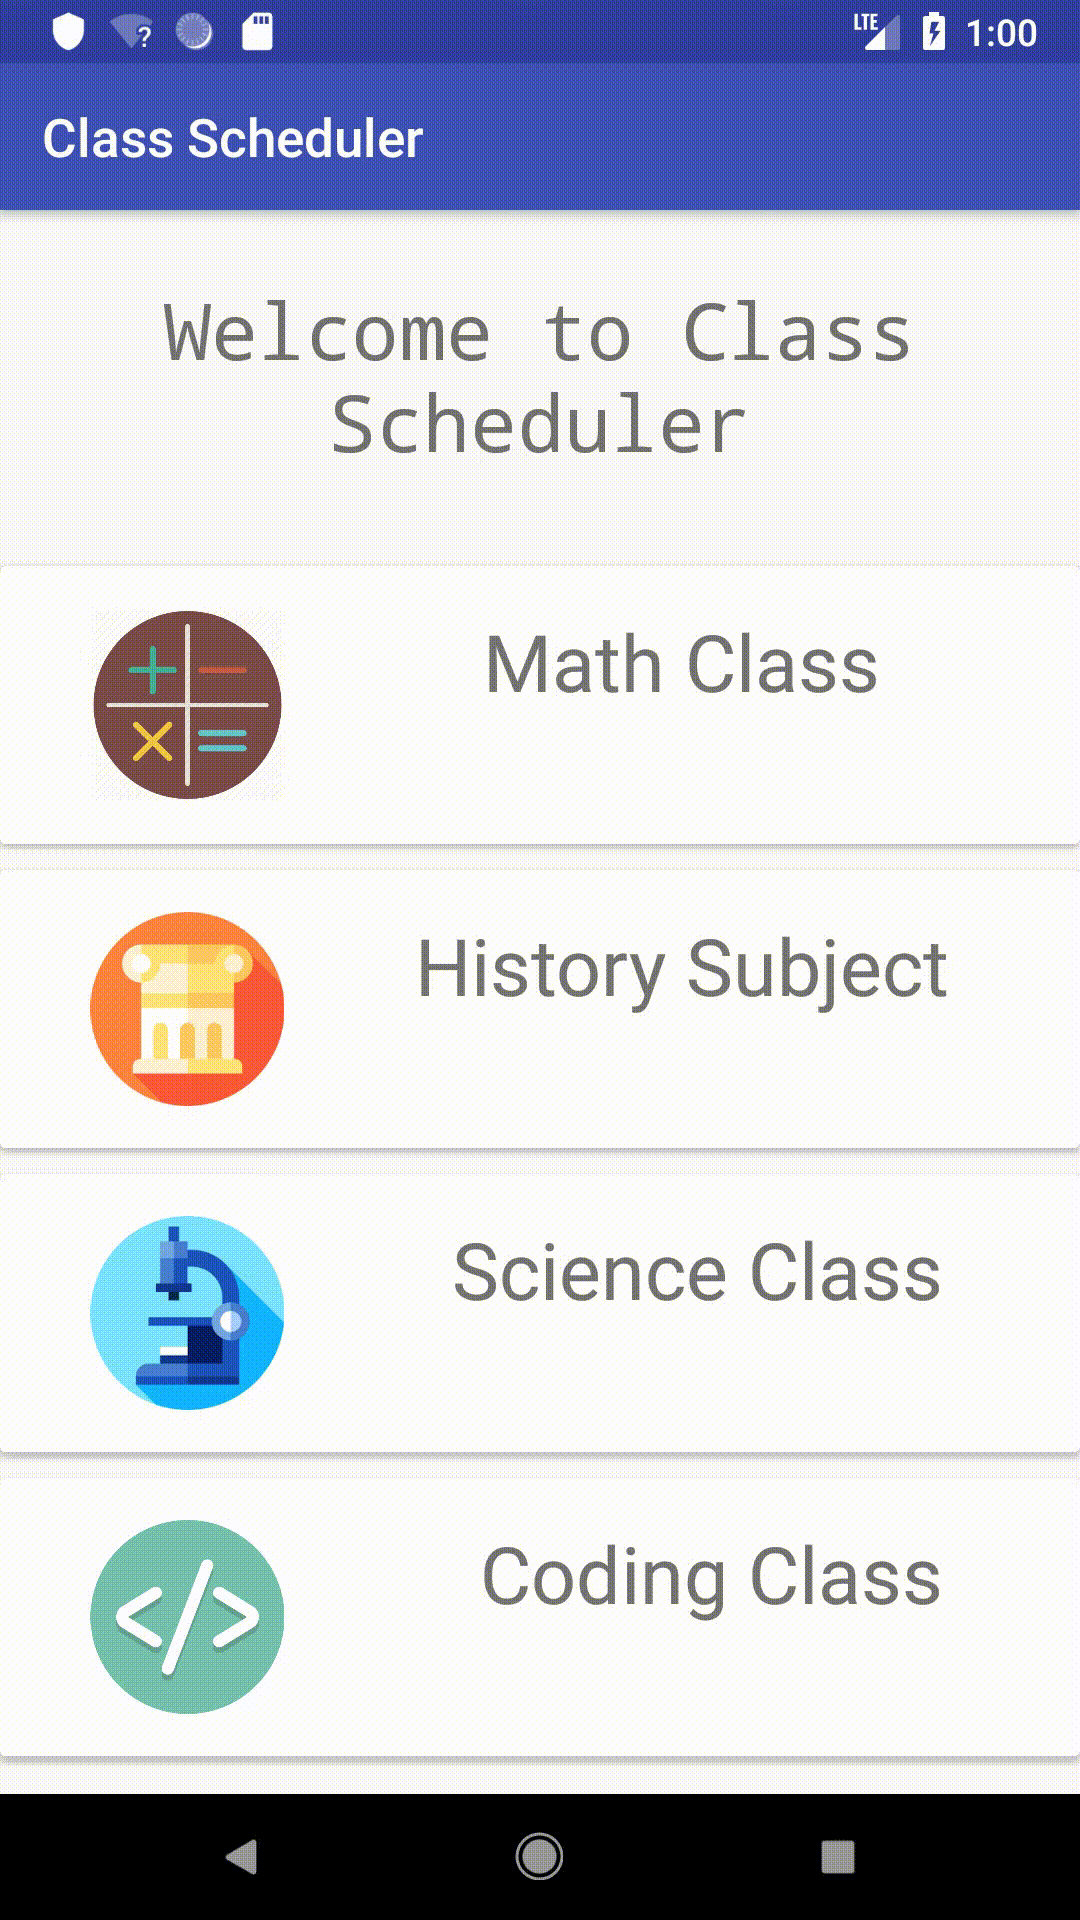 LTE 1:00
Class Scheduler
Welcome to Class
Scheduler
Math Class
History Subject
Science Class
Coding Class